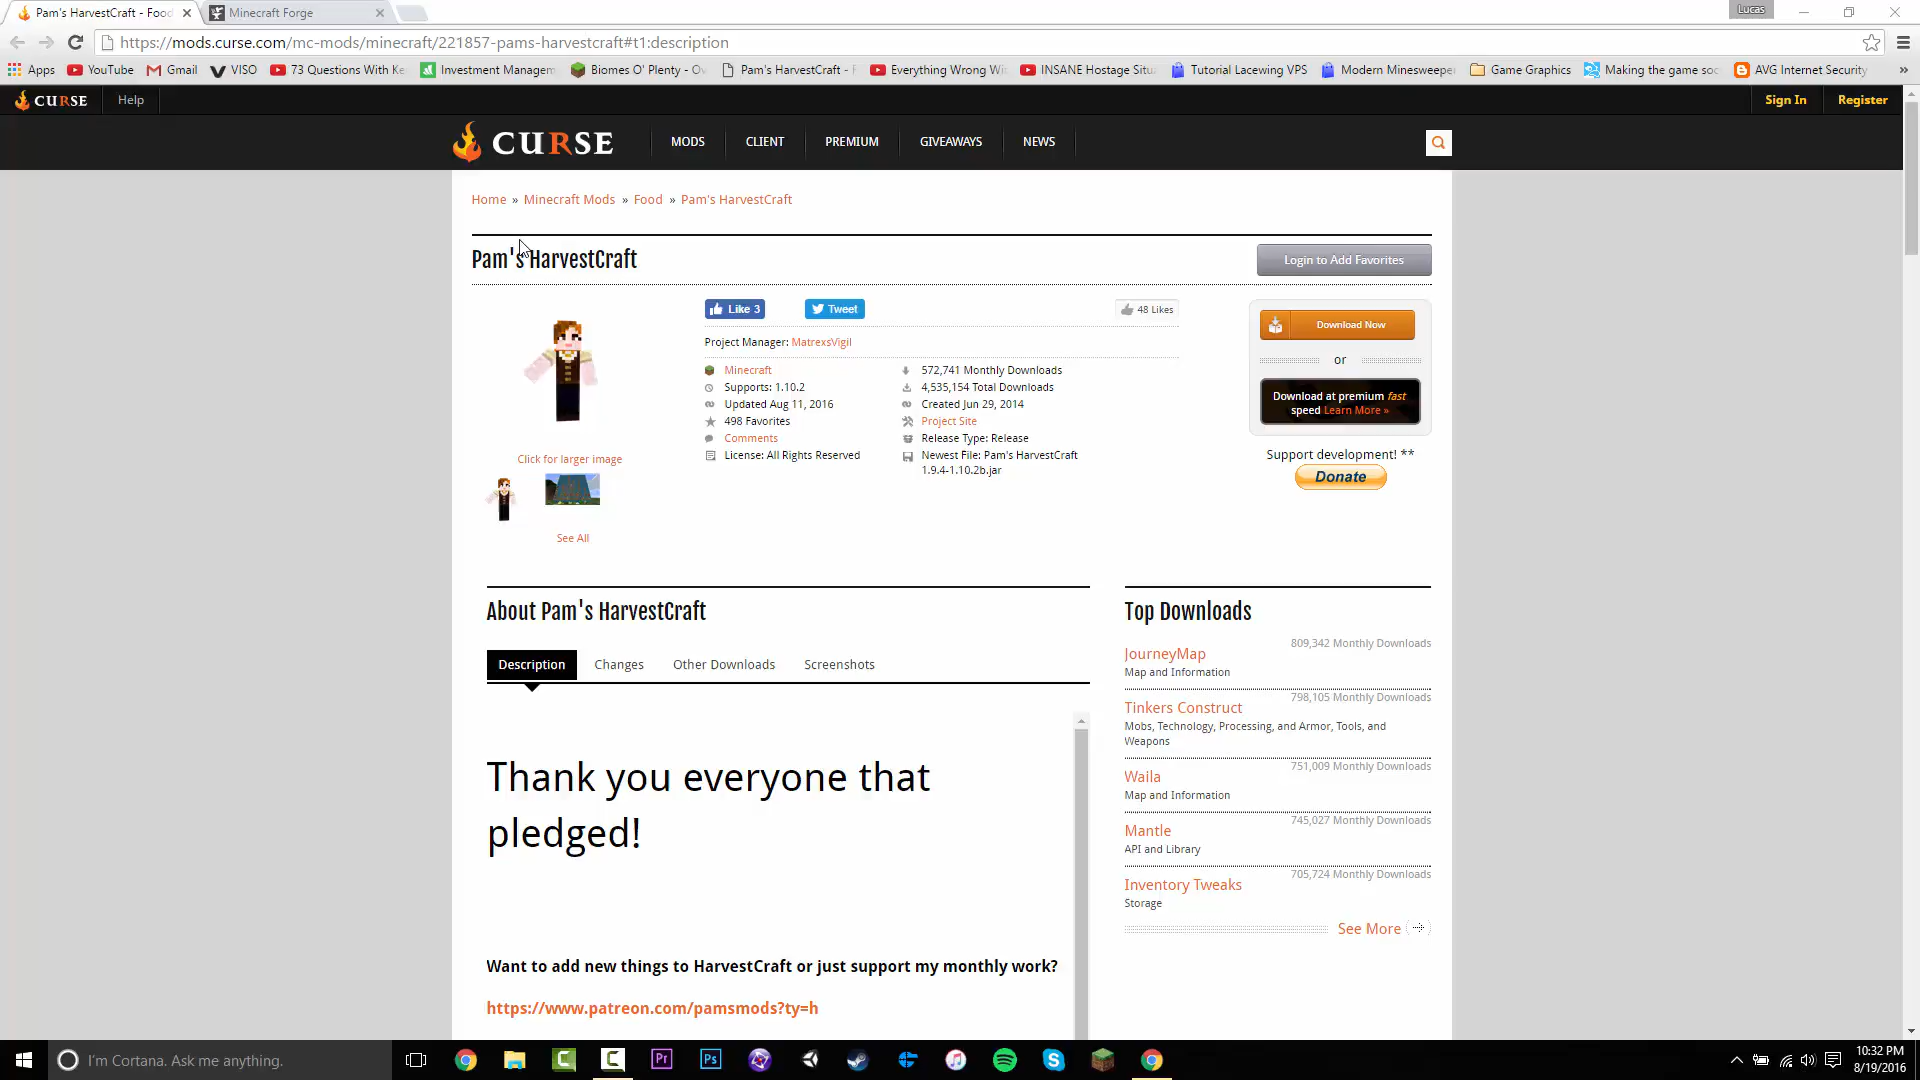 Pam's HarvestCraft - Food
Minecraft Forge
Lucas
https://mods.curse.com/mc-mods/minecraft/221857-pams-harvestcraft#t1:description
Apps
YouTube
Gmail
VISO
73 Questions With Ke
Investment Managem
Biomes O' Plenty - Ov
Pam's HarvestCraft - F
Everything Wrong Wi
INSANE Hostage Situ
Tutorial Lacewing VPS
Modern Minesweepe
Game Graphics
Making the game soc
AVG Internet Security
»
CURSE
Help
Sign In
Register
CURSE
MODS
CLIENT
PREMIUM
GIVEAWAYS
NEWS
Home » Minecraft Mods » Food » Pam's HarvestCraft
Pam's HarvestCraft
Login to Add Favorites
Like 3
Tweet
48 Likes
Project Manager: MatrexsVigil
Minecraft
Supports: 1.10.2
Updated Aug 11, 2016
498 Favorites
Comments
License: All Rights Reserved
572,741 Monthly Downloads
4,535,154 Total Downloads
Created Jun 29, 2014
Project Site
Release Type: Release
Newest File: Pam's HarvestCraft
1.9.4-1.10.2b.jar
Download Now
or
Download at premium fast
speed Learn More »
Support development! **
Donate
Click for larger image
See All
About Pam's HarvestCraft
Description
Changes
Other Downloads
Screenshots
Thank you everyone that
pledged!
Want to add new things to HarvestCraft or just support my monthly work?
https://www.patreon.com/pamsmods?ty=h
Top Downloads
809,342 Monthly Downloads
JourneyMap
Map and Information
798,105 Monthly Downloads
Tinkers Construct
Mobs, Technology, Processing, and Armor, Tools, and
Weapons
751,009 Monthly Downloads
Waila
Map and Information
745,027 Monthly Downloads
Mantle
API and Library
705,724 Monthly Downloads
Inventory Tweaks
Storage
See More
I'm Cortana. Ask me anything.
Pr
Ps
10:32 PM
8/19/2016